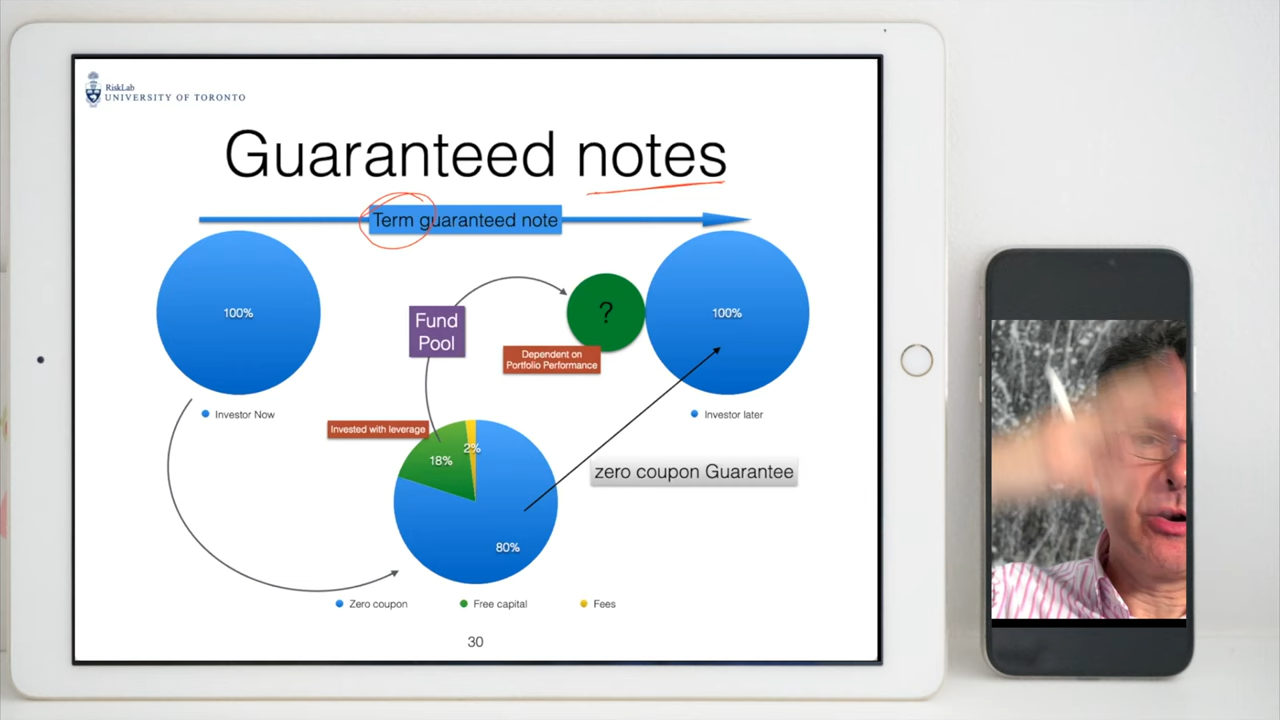 RiskLab
UNIVERSITY OF TORONTO
Guaranteed notes
Term guaranteed note
100%
?
100%
Fund
Pool
Dependent on
Portfolio Performance
Investor Now
Investor later
Invested with leverage
2%
18%
zero coupon Guarantee
80%
Zero coupon
Free capital
Fees
30